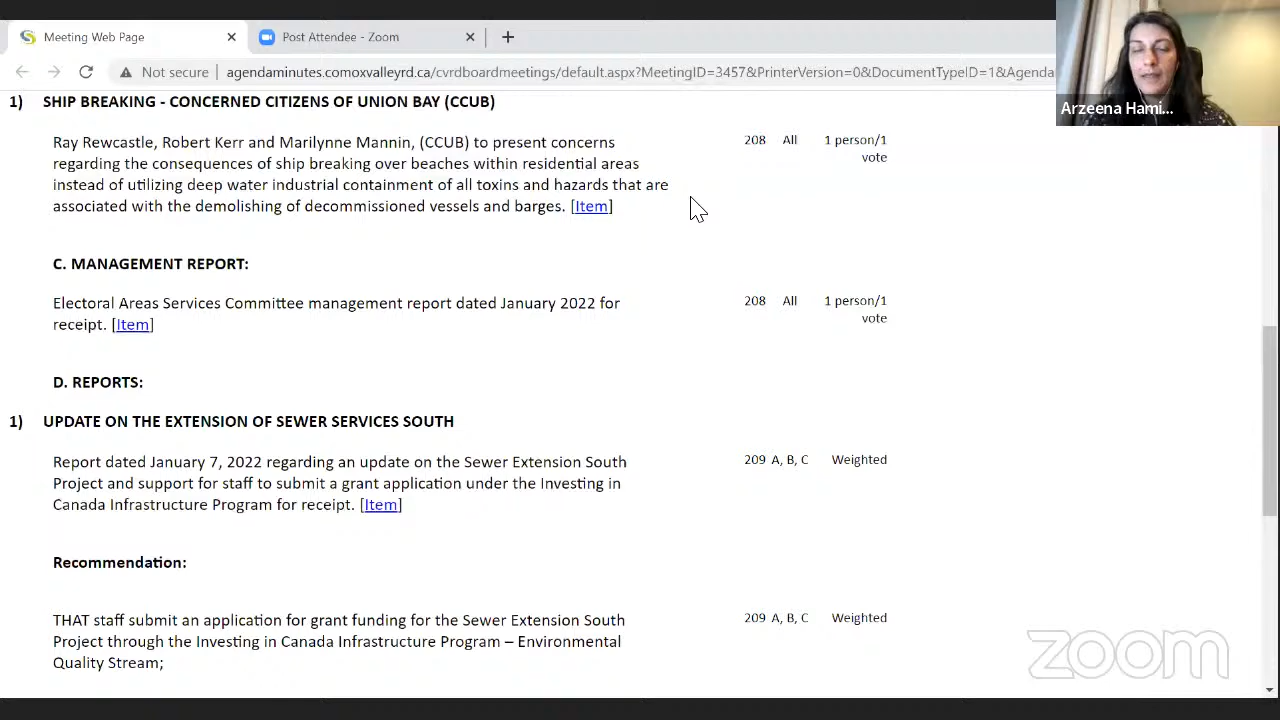 Meeting Web Page
Post Attendee - Zoom
Not secure
agendaminutes.comoxvalleyrd.ca/cvrdboardmeetings/default.aspx?MeetingID=3457&PrinterVersion=0&DocumentTypeID=1&Agend
Arzeena Hami...
1) SHIP BREAKING - CONCERNED CITIZENS OF UNION BAY (CCUB)
Ray Rewcastle, Robert Kerr and Marilynne Mannin, (CCUB) to present concerns 208 All 1 person/1
regarding the consequences of ship breaking over beaches within residential areas vote
instead of utilizing deep water industrial containment of all toxins and hazards that are
associated with the demolishing of decommissioned vessels and barges. [Item]
C. MANAGEMENT REPORT:
Electoral Areas Services Committee management report dated January 2022 for 208 All 1 person/1
receipt. [Item] vote
D. REPORTS:
1) UPDATE ON THE EXTENSION OF SEWER SERVICES SOUTH
Report dated January 7, 2022 regarding an update on the Sewer Extension South 209 A, B, C Weighted
Project and support for staff to submit a grant application under the Investing in
Canada Infrastructure Program for receipt. [Item]
Recommendation:
THAT staff submit an application for grant funding for the Sewer Extension South 209 A, B, C Weighted
Project through the Investing in Canada Infrastructure Program – Environmental
Quality Stream;
zoom